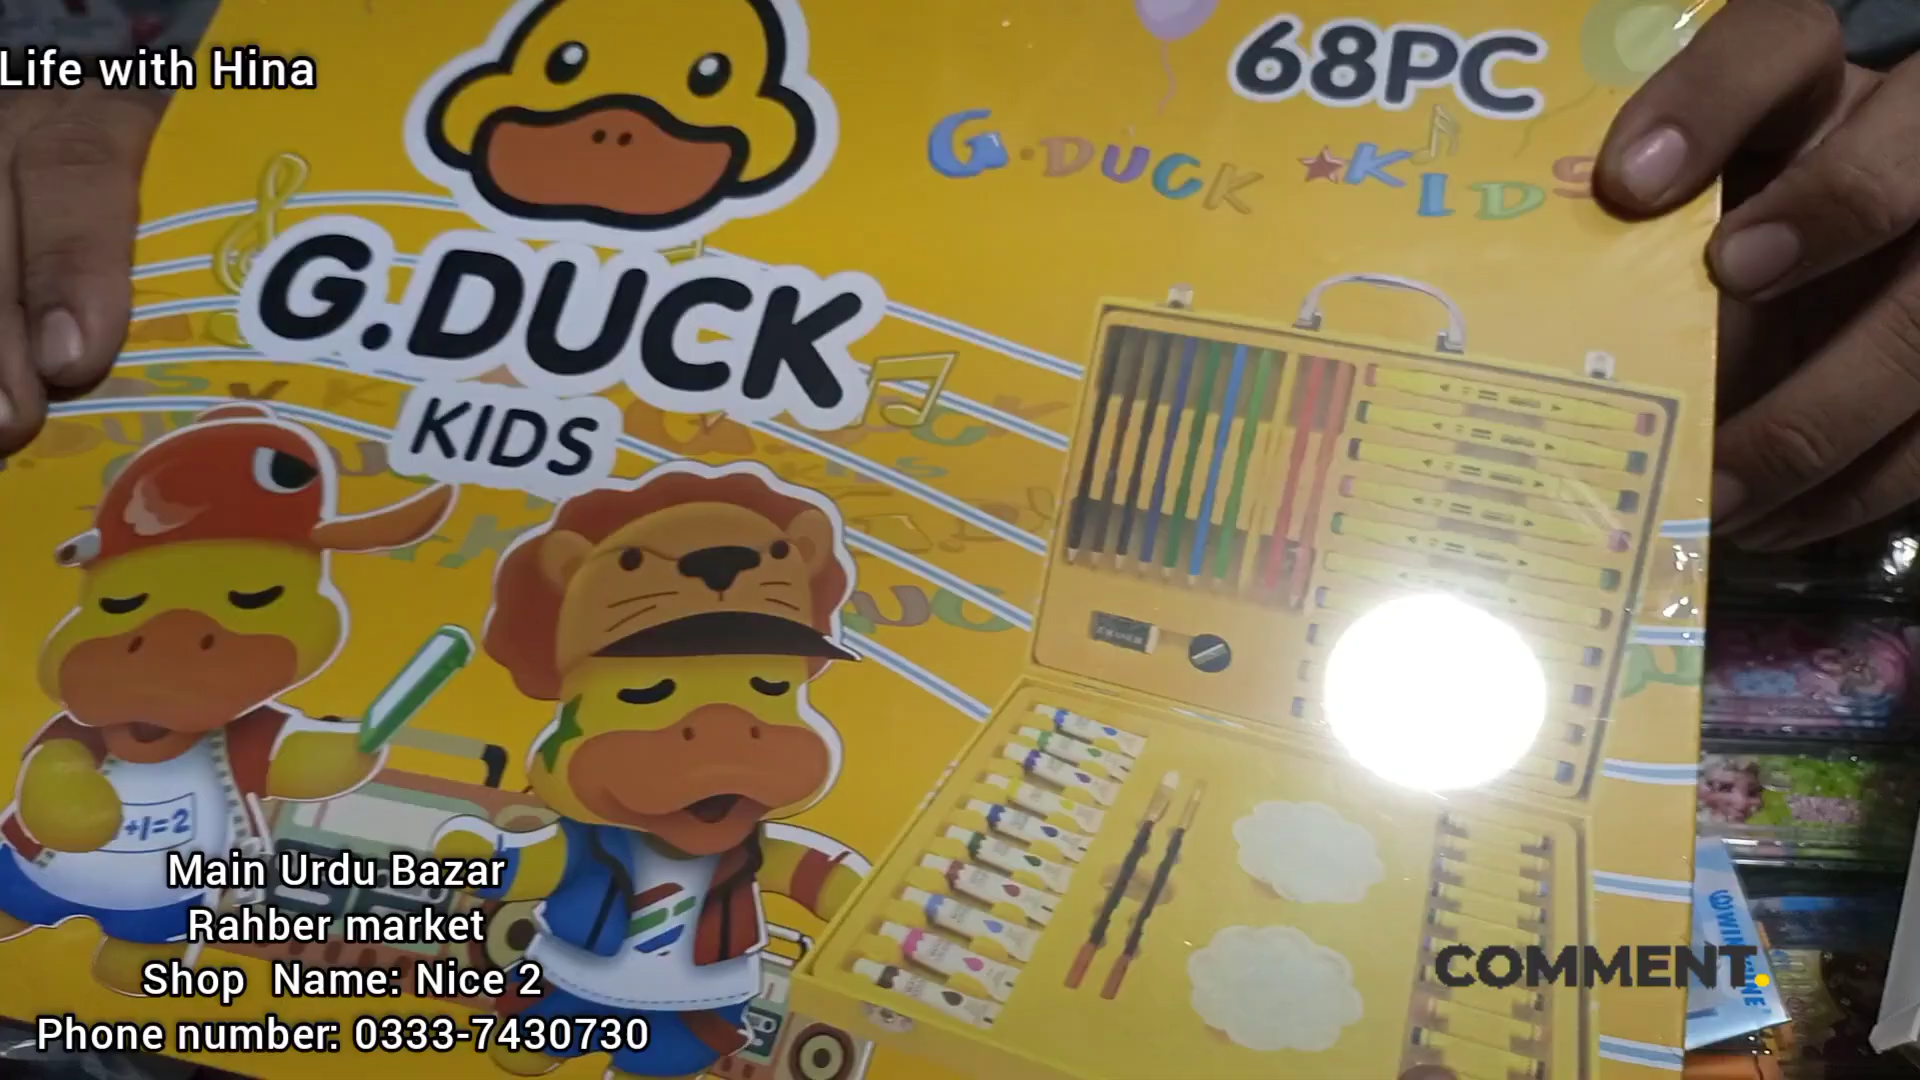 Life with Hina
68PC
G·DUCK ★KIDS
G.DUCK
KIDS
+1=2
ERASER
Main Urdu Bazar
Rahber market
Shop Name: Nice 2
Phone number: 0333-7430730
COMMENT.